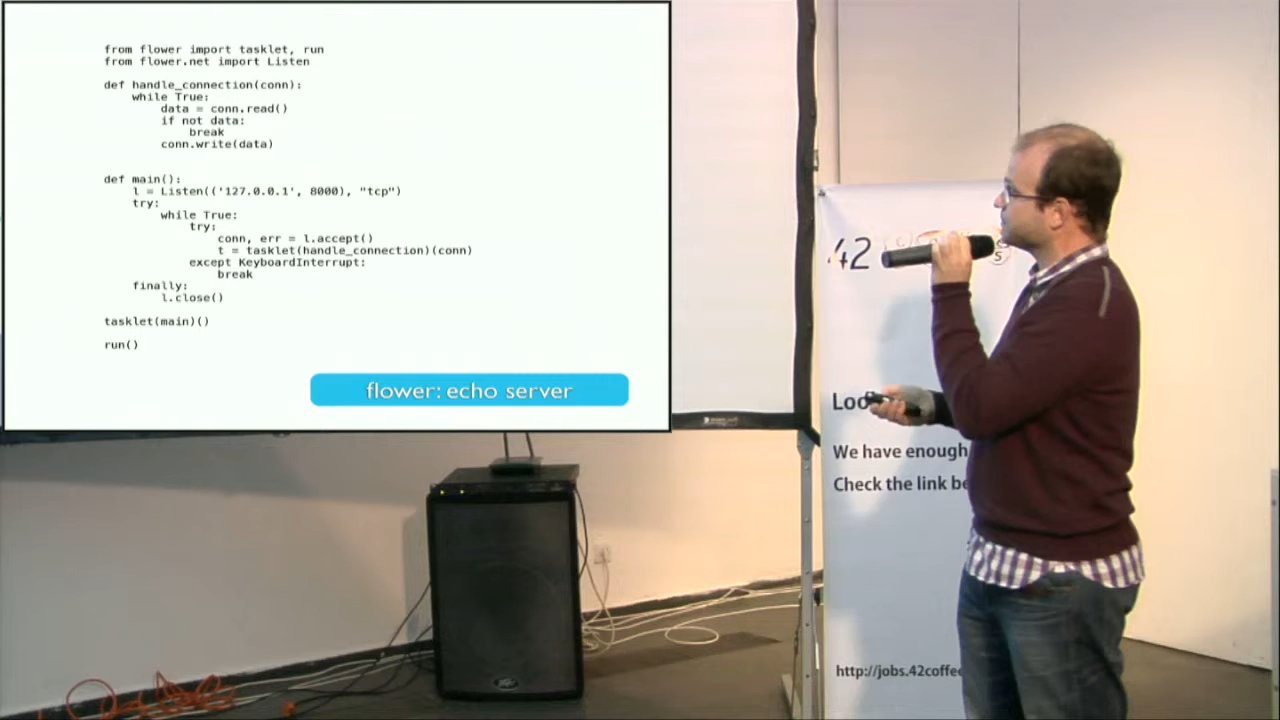 from flower import tasklet, run
from flower.net import Listen
def handle_connection(conn):
while True:
data = conn.read()
if not data:
break
conn.write(data)
def main():
l = Listen(('127.0.0.1', 8000), "tcp")
try:
while True:
try:
conn, err = l.accept()
t = tasklet(handle_connection)(conn)
except KeyboardInterrupt:
break
finally:
l.close()
tasklet(main)()
run()
flower: echo server
42
We have enough
Check the link
http://jobs.42coffe